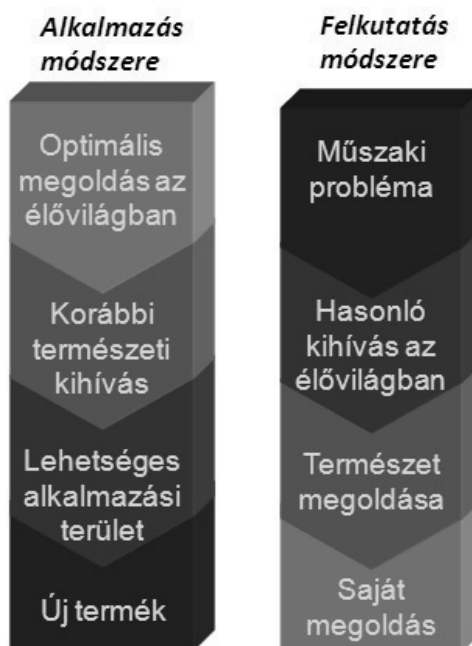 Alkalmazás
módszere
Optimális
megoldás az
élővilágban
Korábbi
természeti
kihívás
Lehetséges
alkalmazási
terület
Új termék
Felkutatás
módszere
Műszaki
probléma
Hasonló
kihívás az
élővilágban
Természet
megoldása
Saját
megoldás